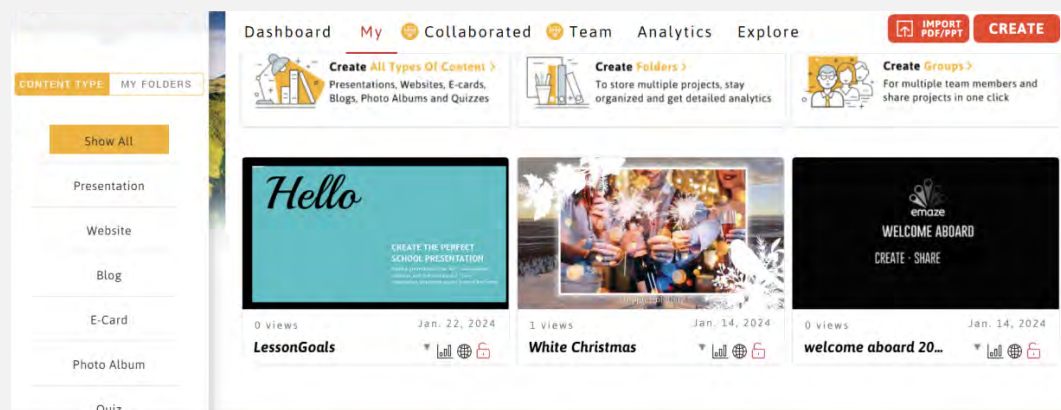 Dashboard My Collaborated Team Analytics Explore
IMPORT
PDF/PPT
CREATE
CONTENT TYPE MY FOLDERS
Show All
Presentation
Website
Blog
E-Card
Photo Album
Quiz
Create All Types Of Content >
Presentations, Websites, E-cards,
Blogs, Photo Albums and Quizzes
Create Folders >
To store multiple projects, stay
organized and get detailed analytics
Create Groups >
For multiple team members and
share projects in one click
Hello
CREATE THE PERFECT
SCHOOL PRESENTATION
0 views Jan. 22, 2024
LessonGoals
1 views Jan. 14, 2024
White Christmas
emaze
WELCOME ABOARD
CREATE - SHARE
0 views Jan. 14, 2024
welcome aboard 20...